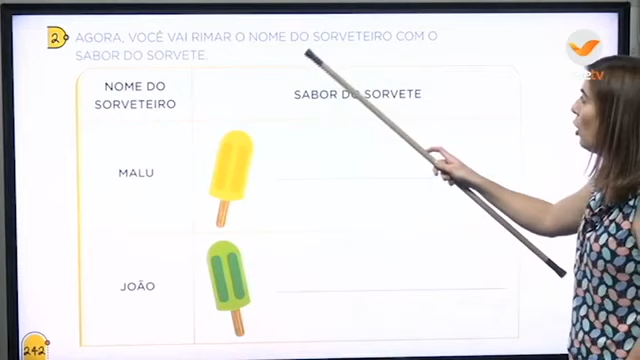 2 AGORA, VOCÊ VAI RIMAR O NOME DO SORVETEIRO COM O
SABOR DO SORVETE.
NOME DO
SORVETEIRO
SABOR DO SORVETE
MALU
JOÃO
242
tv